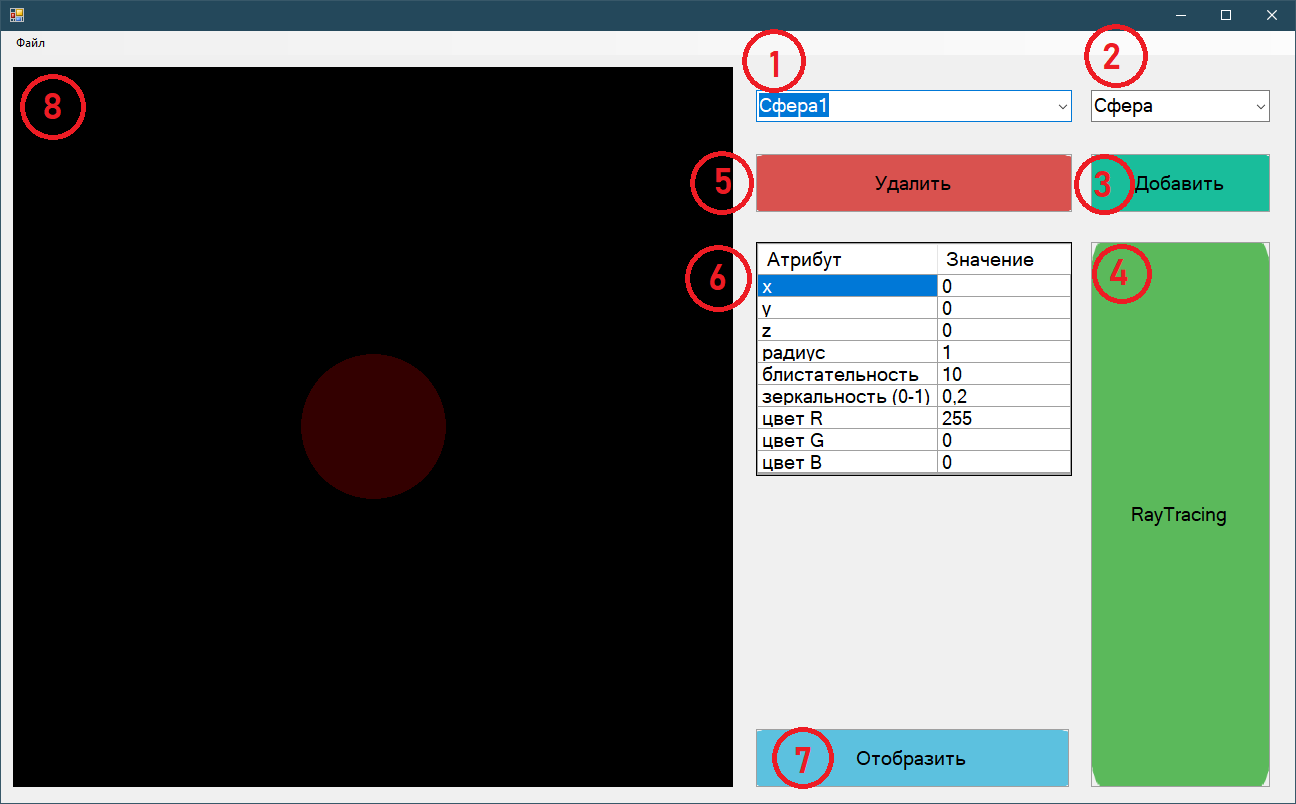 Файл
1
2
8
Сфера1
Сфера
5
Удалить
3
Добавить
6
Атрибут Значение
4
x 0
y 0
z 0
радиус 1
блистательность 10
зеркальность (0-1) 0,2
цвет R 255
цвет G 0
цвет B 0
RayTracing
7
Отобразить